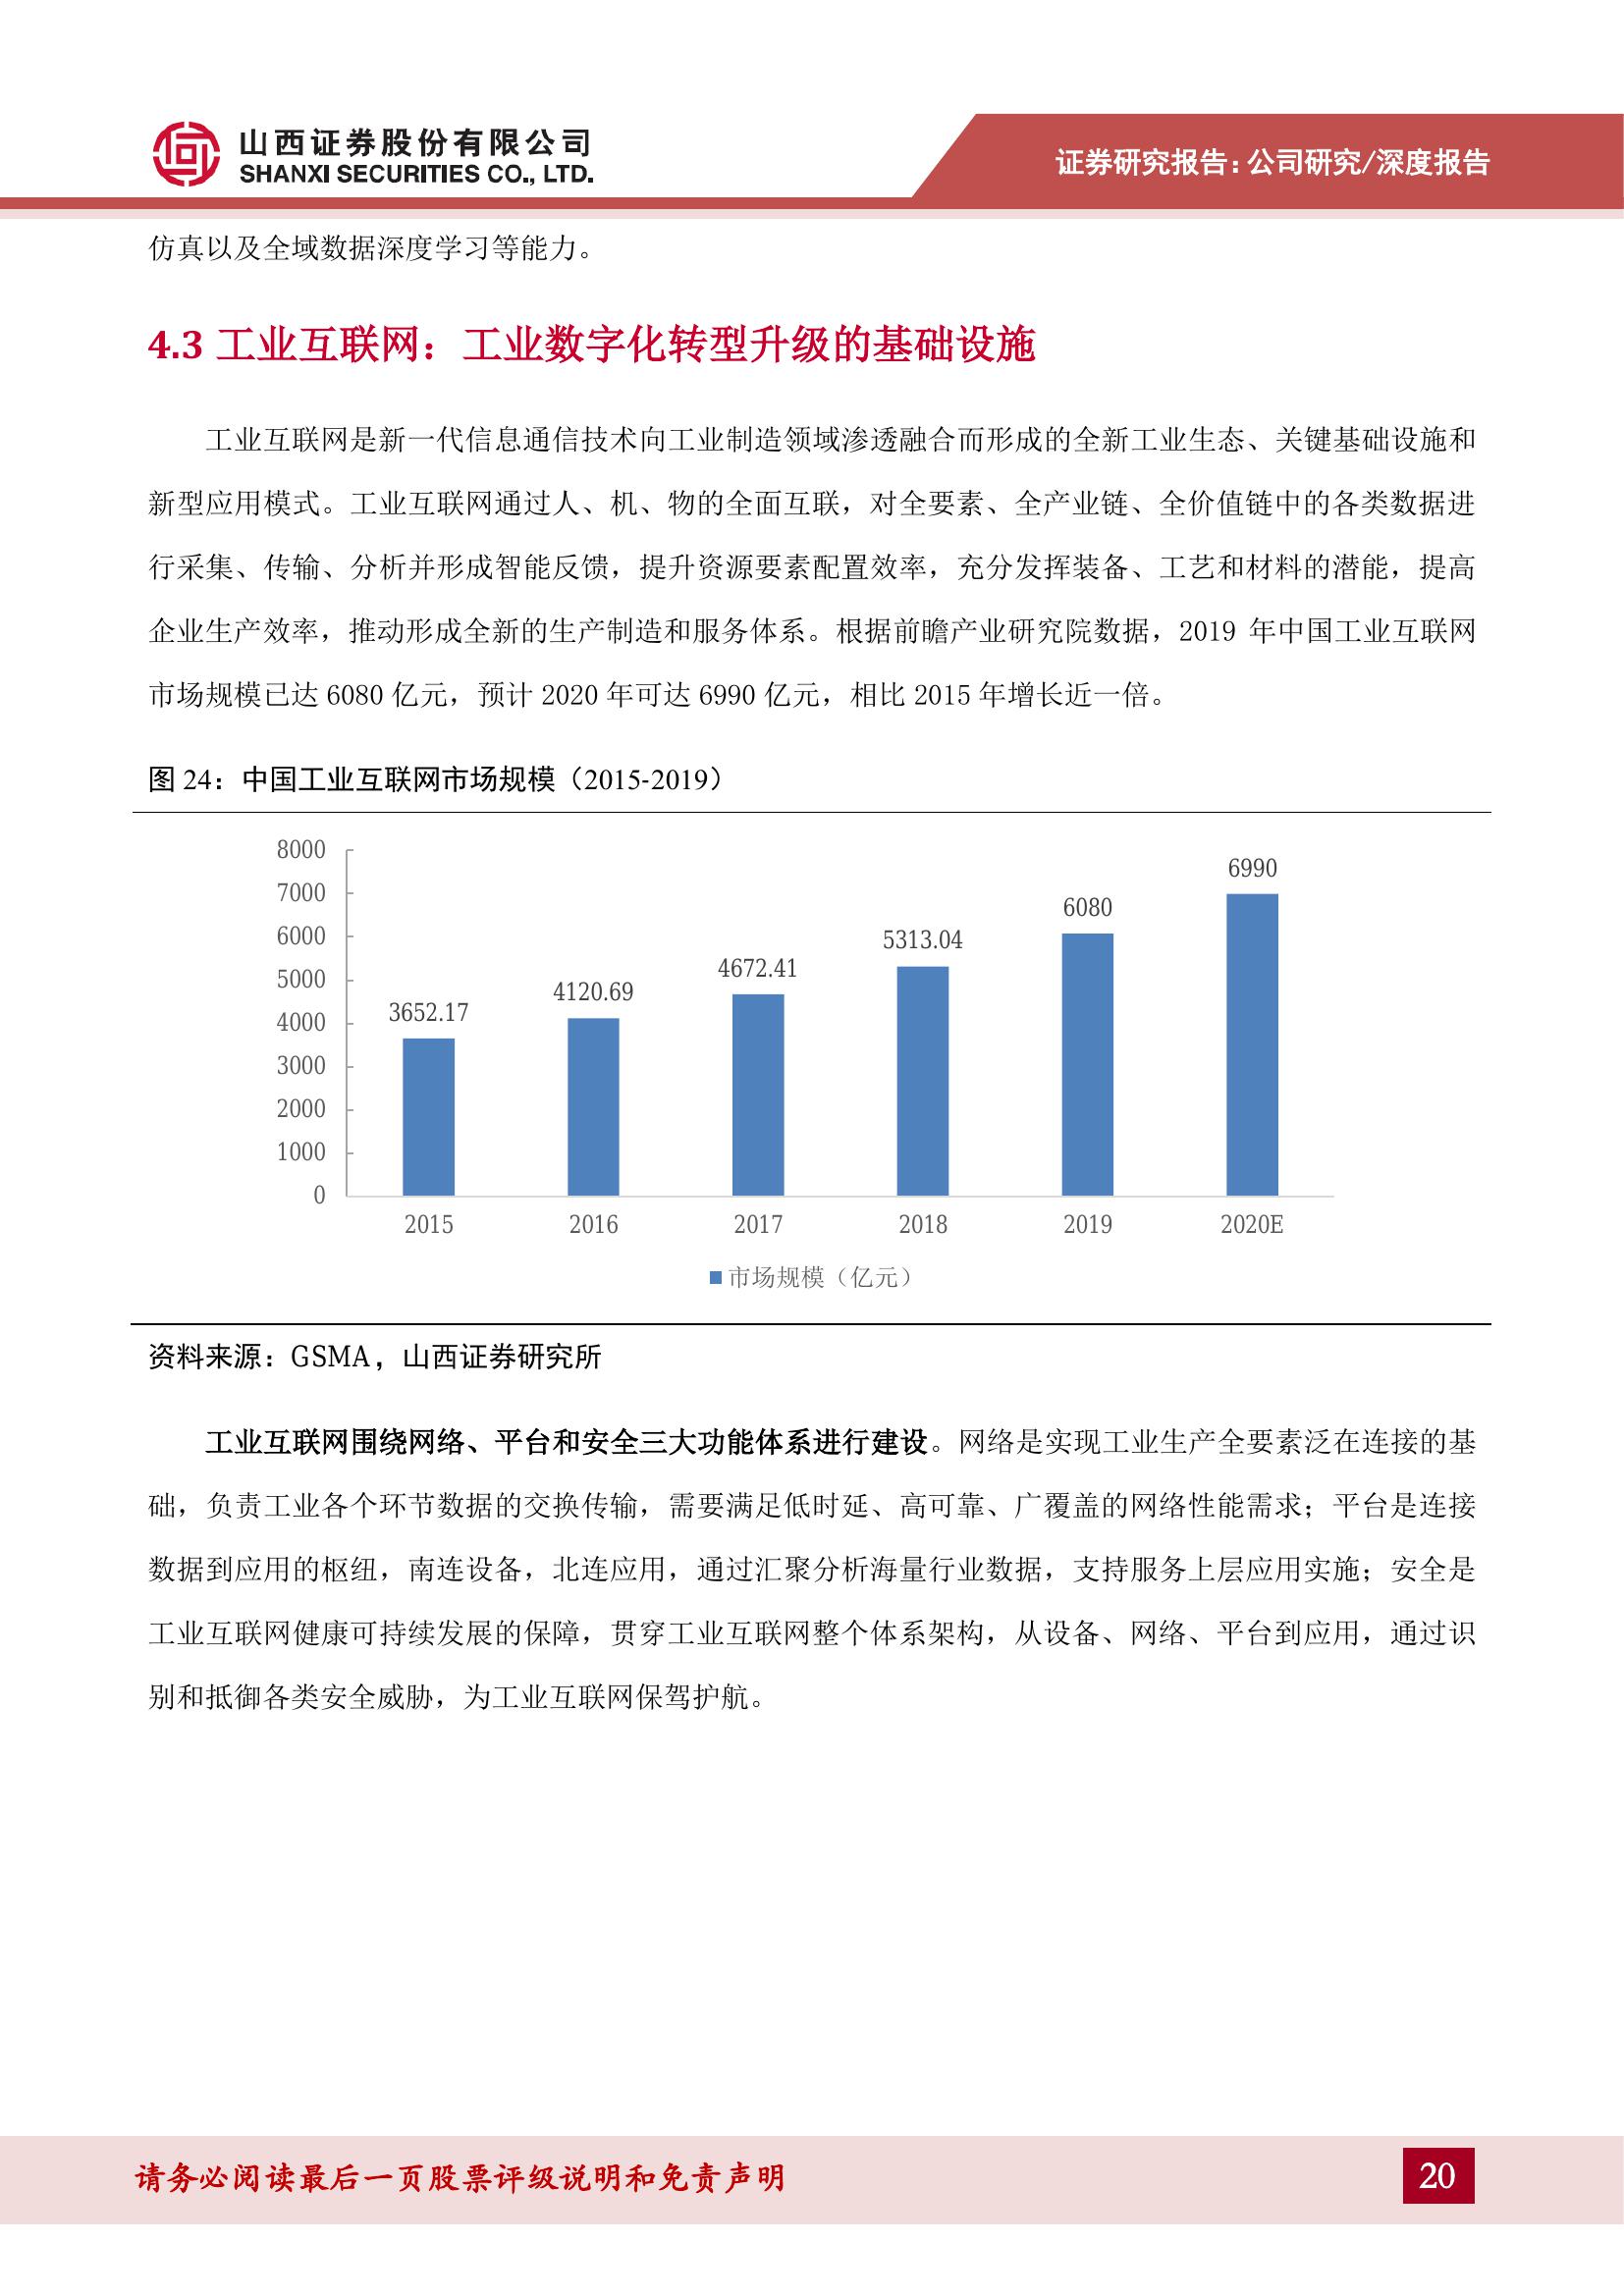 山西证券股份有限公司
SHANXI SECURITIES CO., LTD.
证券研究报告：公司研究/深度报告
仿真以及全域数据深度学习等能力。
4.3 工业互联网：工业数字化转型升级的基础设施
工业互联网是新一代信息通信技术向工业制造领域渗透融合而形成的全新工业生态、关键基础设施和
新型应用模式。工业互联网通过人、机、物的全面互联，对全要素、全产业链、全价值链中的各类数据进
行采集、传输、分析并形成智能反馈，提升资源要素配置效率，充分发挥装备、工艺和材料的潜能，提高
企业生产效率，推动形成全新的生产制造和服务体系。根据前瞻产业研究院数据，2019 年中国工业互联网
市场规模已达 6080 亿元，预计 2020 年可达 6990 亿元，相比 2015 年增长近一倍。
图 24：中国工业互联网市场规模（2015-2019）
8000
7000
6000
5000
4000
3000
2000
1000
0
3652.17
4120.69
4672.41
5313.04
6080
6990
2015 2016 2017 2018 2019 2020E
市场规模（亿元）
资料来源：GSMA，山西证券研究所
工业互联网围绕网络、平台和安全三大功能体系进行建设。网络是实现工业生产全要素泛在连接的基
础，负责工业各个环节数据的交换传输，需要满足低时延、高可靠、广覆盖的网络性能需求；平台是连接
数据到应用的枢纽，南连设备，北连应用，通过汇聚分析海量行业数据，支持服务上层应用实施；安全是
工业互联网健康可持续发展的保障，贯穿工业互联网整个体系架构，从设备、网络、平台到应用，通过识
别和抵御各类安全威胁，为工业互联网保驾护航。
请务必阅读最后一页股票评级说明和免责声明
20